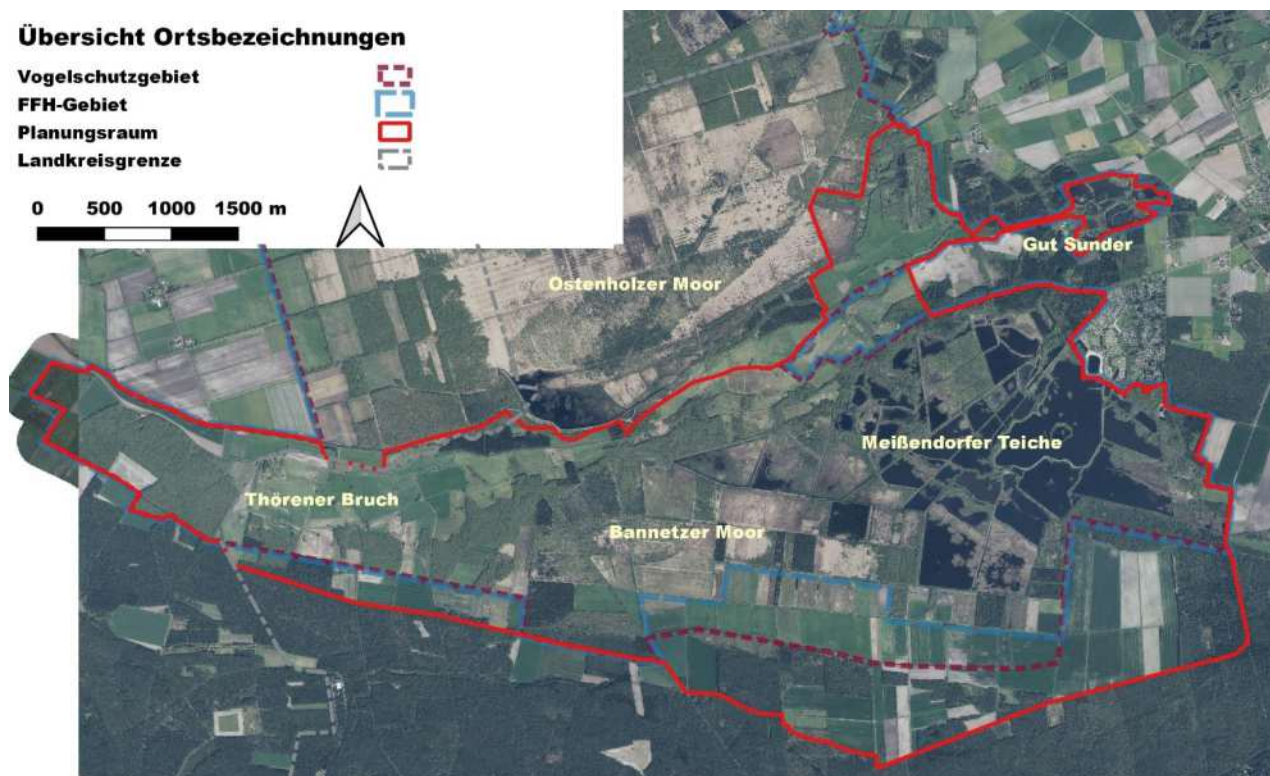 Übersicht Ortsbezeichnungen
Vogelschutzgebiet
FFH-Gebiet
Planungsraum
Landkreisgrenze
0 500 1000 1500 m
Gut Sunder
Ostenholzer Moor
Meißendorfer Teiche
Thörener Bruch
Bannetzer Moor